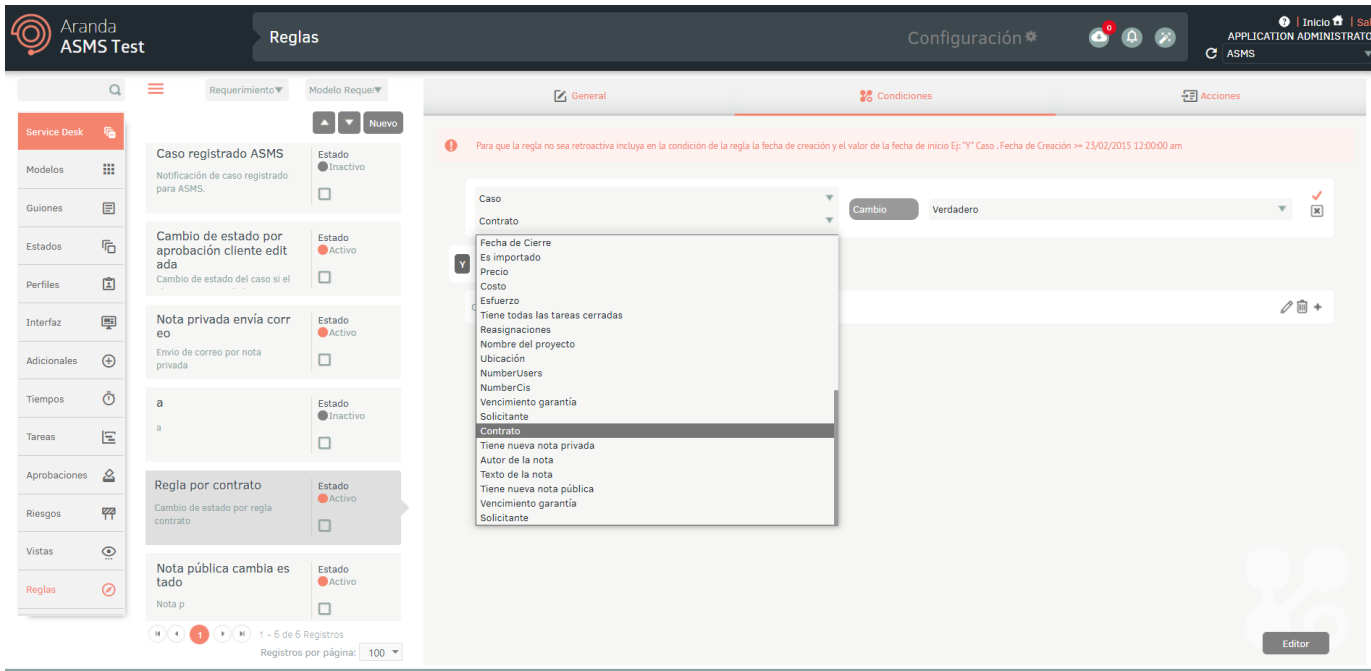 Aranda
ASMS Test
Reglas
Configuración
0
Inicio
APPLICATION ADMINISTRATO
ASMS
Requerimiento
Modelo Reque
Nuevo
Service Desk
Modelos
Guiones
Estados
Perfiles
Interfaz
Adicionales
Tiempos
Tareas
Aprobaciones
Riesgos
Vistas
Reglas
Caso registrado ASMS
Notificación de caso registrado
para ASMS.
Estado
Inactivo
Cambio de estado por
aprobación cliente edit
ada
Cambio de estado del caso si el
Estado
Activo
Nota privada envía corr
eo
Envio de correo por nota
privada
Estado
Activo
a
a
Estado
Inactivo
Regla por contrato
Cambio de estado por regla
contrato
Estado
Activo
Nota pública cambia es
tado
Nota p
Estado
Activo
1
1 - 6 de 6 Registros
Registros por página: 100
General
Condiciones
Acciones
Para que la regla no sea retroactiva incluya en la condición de la regla la fecha de creación y el valor de la fecha de inicio Ej: "Y" Caso . Fecha de Creación >= 23/02/2015 12:00:00 am
Caso
Contrato
Cambio
Verdadero
Y
Fecha de Cierre
Es importado
Precio
Costo
Esfuerzo
Tiene todas las tareas cerradas
Reasignaciones
Nombre del proyecto
Ubicación
NumberUsers
NumberCis
Vencimiento garantía
Solicitante
Contrato
Tiene nueva nota privada
Autor de la nota
Texto de la nota
Tiene nueva nota pública
Vencimiento garantía
Solicitante
Editor